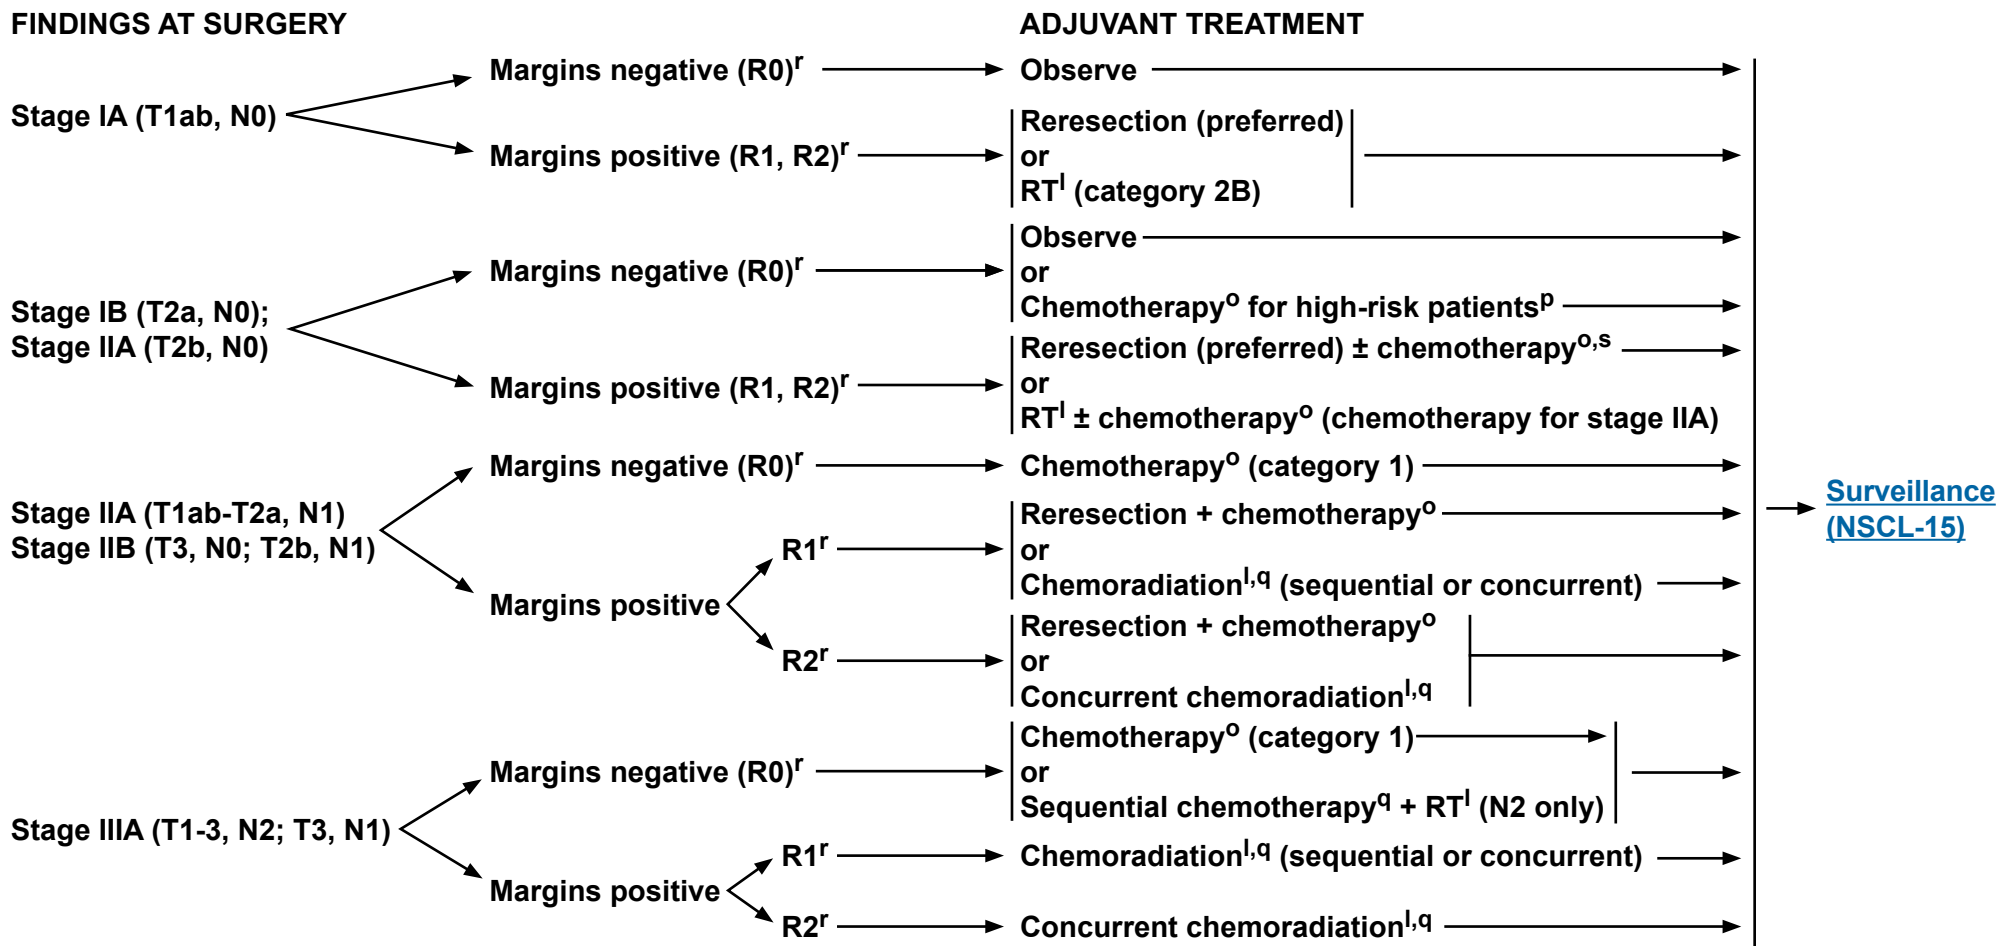 FINDINGS AT SURGERY
ADJUVANT TREATMENT
Stage IA (T1ab, N0)
Margins negative (R0)r
Observe
Margins positive (R1, R2)r
Reresection (preferred)
or
RTl (category 2B)
Stage IB (T2a, N0);
Stage IIA (T2b, N0)
Margins negative (R0)r
Observe
or
Chemotherapyo for high-risk patientsp
Margins positive (R1, R2)r
Reresection (preferred) ± chemotherapyo,s
or
RTl ± chemotherapyo (chemotherapy for stage IIA)
Stage IIA (T1ab-T2a, N1)
Stage IIB (T3, N0; T2b, N1)
Margins negative (R0)r
Chemotherapyo (category 1)
Margins positive
R1r
Reresection + chemotherapyo
or
Chemoradiationl,q (sequential or concurrent)
R2r
Reresection + chemotherapyo
or
Concurrent chemoradiationl,q
Stage IIIA (T1-3, N2; T3, N1)
Margins negative (R0)r
Chemotherapyo (category 1)
or
Sequential chemotherapyq + RTl (N2 only)
Margins positive
R1r
Chemoradiationl,q (sequential or concurrent)
R2r
Concurrent chemoradiationl,q
Surveillance
(NSCL-15)